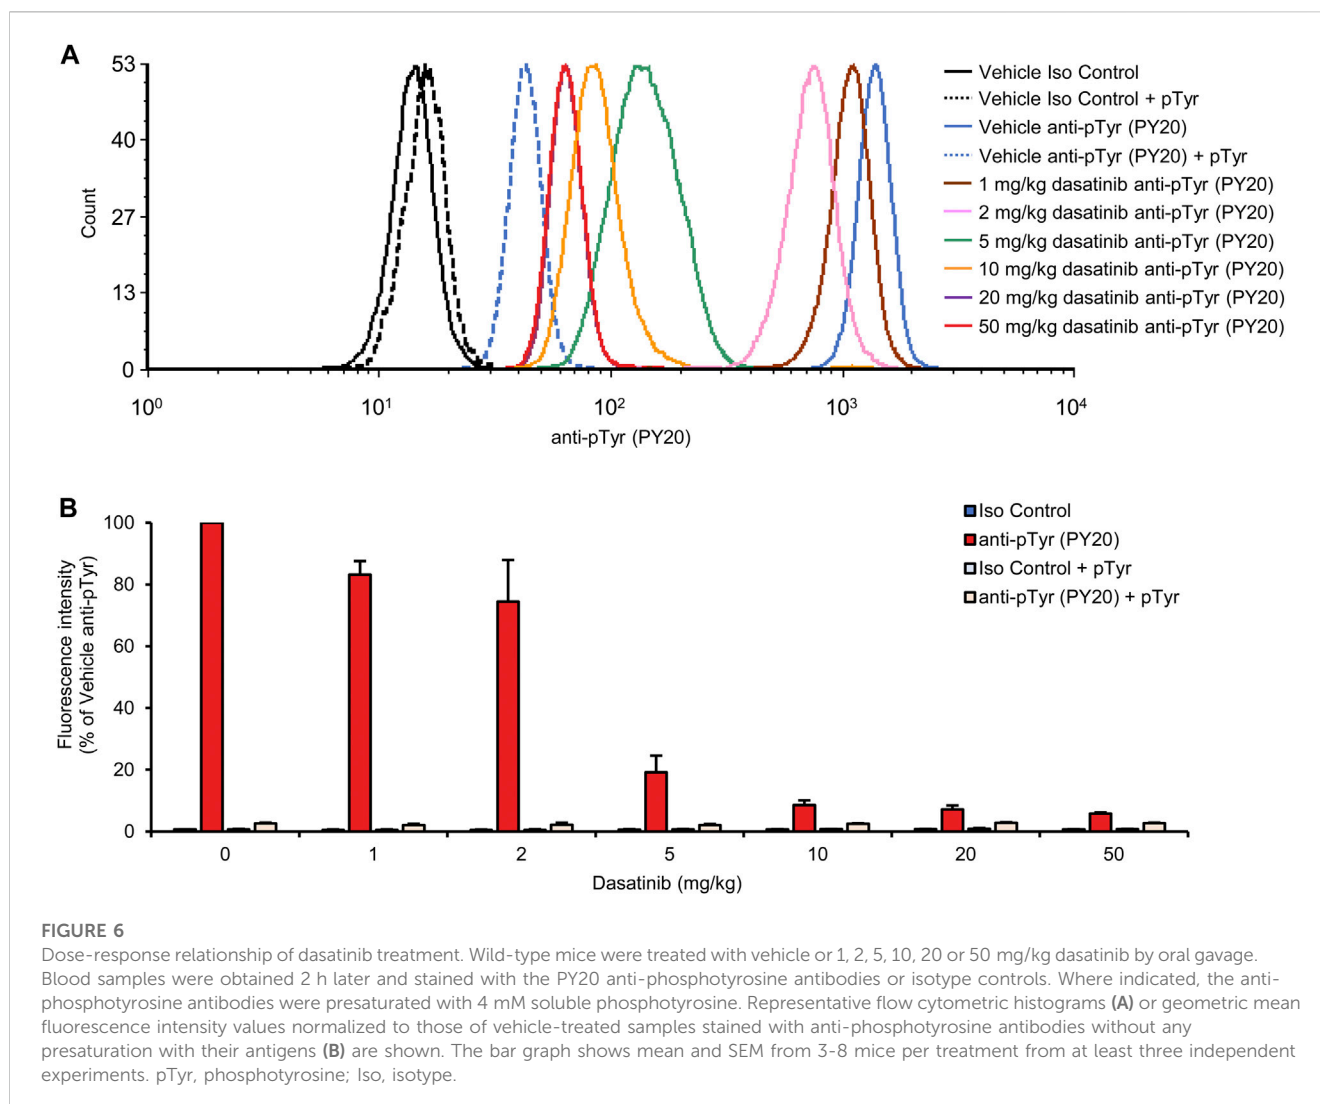 A
53
40
27
13
0
Count
10⁰
10¹
10²
10³
10⁴
anti-pTyr (PY20)
Vehicle Iso Control
Vehicle Iso Control + pTyr
Vehicle anti-pTyr (PY20)
Vehicle anti-pTyr (PY20) + pTyr
1 mg/kg dasatinib anti-pTyr (PY20)
2 mg/kg dasatinib anti-pTyr (PY20)
5 mg/kg dasatinib anti-pTyr (PY20)
10 mg/kg dasatinib anti-pTyr (PY20)
20 mg/kg dasatinib anti-pTyr (PY20)
50 mg/kg dasatinib anti-pTyr (PY20)
B
100
80
60
40
20
0
Fluorescence intensity
(% of Vehicle anti-pTyr)
Iso Control
anti-pTyr (PY20)
Iso Control + pTyr
anti-pTyr (PY20) + pTyr
0
1
2
5
10
20
50
Dasatinib (mg/kg)
FIGURE 6
Dose-response relationship of dasatinib treatment. Wild-type mice were treated with vehicle or 1, 2, 5, 10, 20 or 50 mg/kg dasatinib by oral gavage.
Blood samples were obtained 2 h later and stained with the PY20 anti-phosphotyrosine antibodies or isotype controls. Where indicated, the anti-
phosphotyrosine antibodies were presaturated with 4 mM soluble phosphotyrosine. Representative flow cytometric histograms (A) or geometric mean
fluorescence intensity values normalized to those of vehicle-treated samples stained with anti-phosphotyrosine antibodies without any
presaturation with their antigens (B) are shown. The bar graph shows mean and SEM from 3-8 mice per treatment from at least three independent
experiments. pTyr, phosphotyrosine; Iso, isotype.